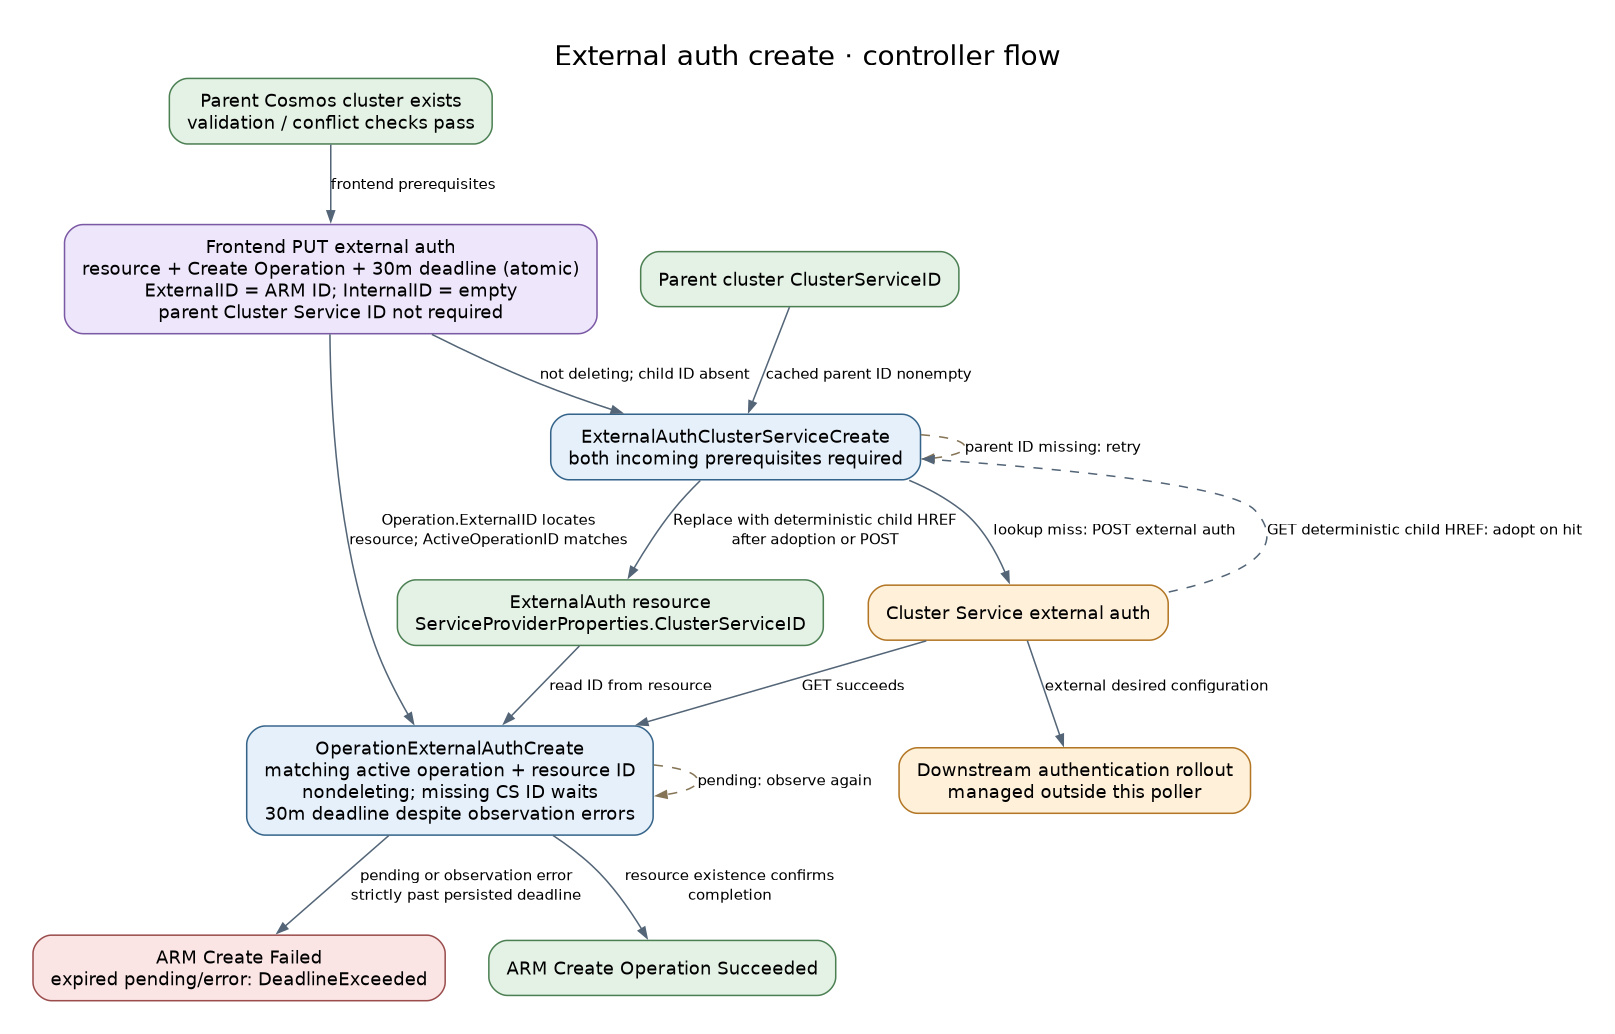 External auth create · controller flow
Parent Cosmos cluster exists
validation / conflict checks pass
frontend prerequisites
Frontend PUT external auth
resource + Create Operation + 30m deadline (atomic)
ExternalID = ARM ID; InternalID = empty
parent Cluster Service ID not required
Parent cluster ClusterServiceID
not deleting; child ID absent
cached parent ID nonempty
ExternalAuthClusterServiceCreate
both incoming prerequisites required
parent ID missing: retry
Operation.ExternalID locates
resource; ActiveOperationID matches
Replace with deterministic child HREF
after adoption or POST
lookup miss: POST external auth
GET deterministic child HREF: adopt on hit
ExternalAuth resource
ServiceProviderProperties.ClusterServiceID
Cluster Service external auth
read ID from resource
GET succeeds
external desired configuration
OperationExternalAuthCreate
matching active operation + resource ID
nondeleting; missing CS ID waits
30m deadline despite observation errors
pending: observe again
Downstream authentication rollout
managed outside this poller
pending or observation error
strictly past persisted deadline
resource existence confirms
completion
ARM Create Failed
expired pending/error: DeadlineExceeded
ARM Create Operation Succeeded